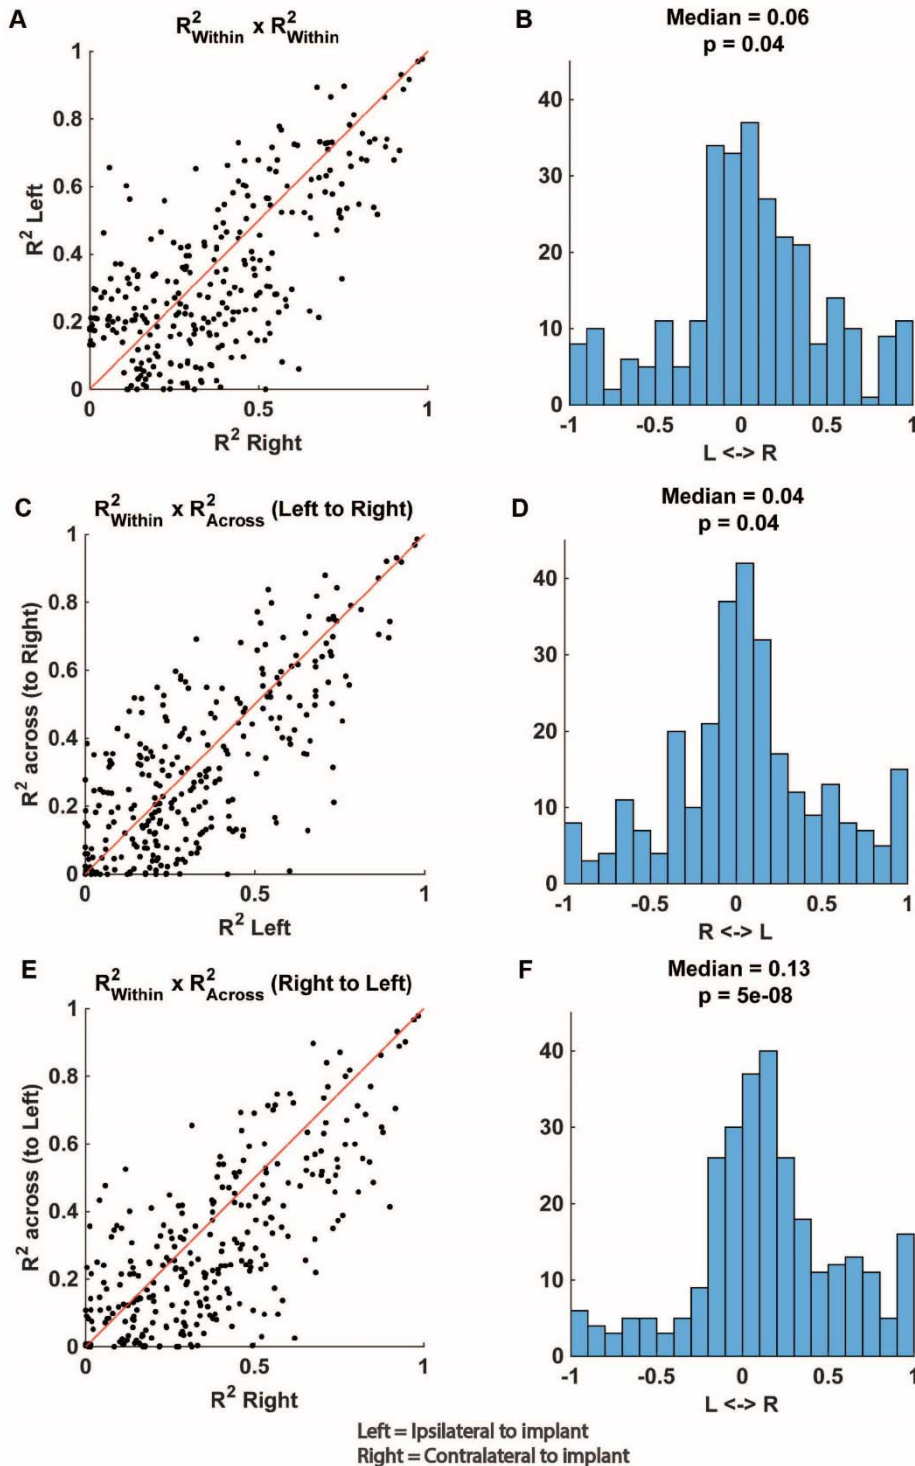 A
R²Within x R²Within
1
0.8
0.6
0.4
0.2
0
0 0.5 1
R² Left
R² Right
B
Median = 0.06
p = 0.04
40
30
20
10
0
-1 -0.5 0 0.5 1
L <-> R
C
R²Within x R²Across (Left to Right)
1
0.8
0.6
0.4
0.2
0
0 0.5 1
R² across (to Right)
R² Left
D
Median = 0.04
p = 0.04
40
30
20
10
0
-1 -0.5 0 0.5 1
R <-> L
E
R²Within x R²Across (Right to Left)
1
0.8
0.6
0.4
0.2
0
0 0.5 1
R² across (to Left)
R² Right
F
Median = 0.13
p = 5e-08
40
30
20
10
0
-1 -0.5 0 0.5 1
L <-> R
Left = Ipsilateral to implant
Right = Contralateral to implant